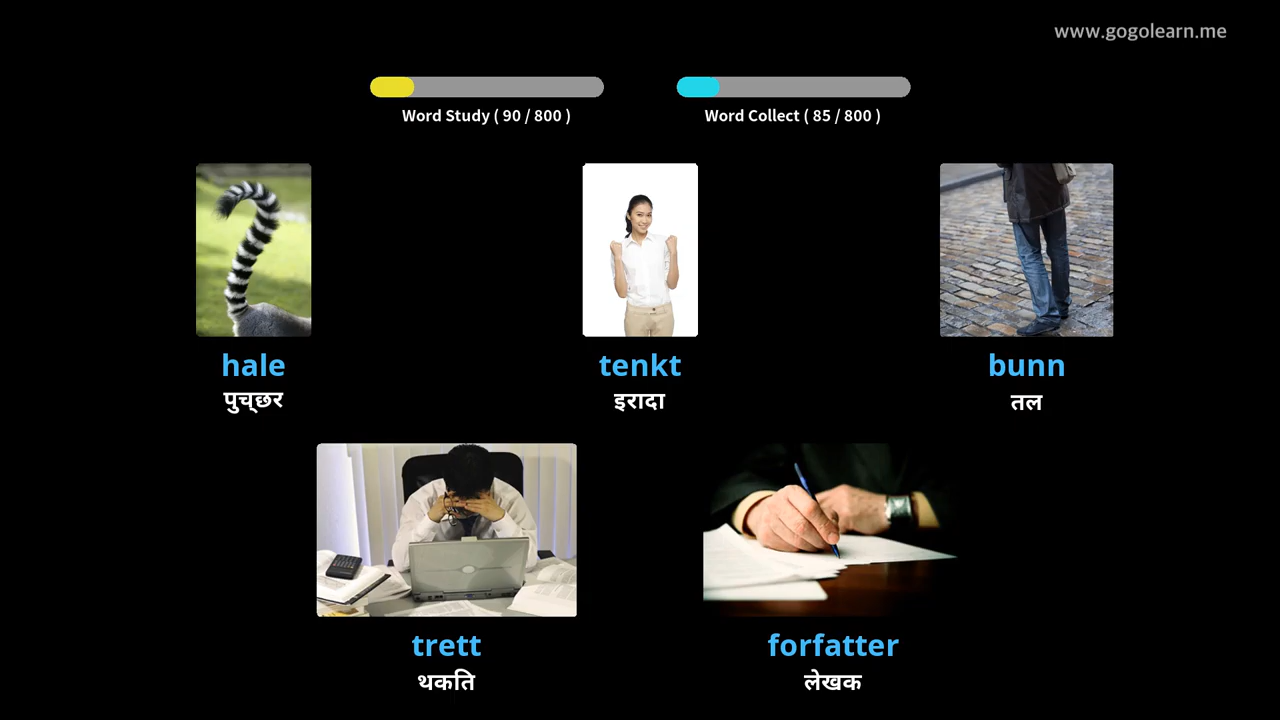 www.gogolearn.me
Word Study ( 90 / 800 )
Word Collect ( 85 / 800 )
hale
पुच्छर
tenkt
इरादा
bunn
तल
trett
थकति
forfatter
लेखक